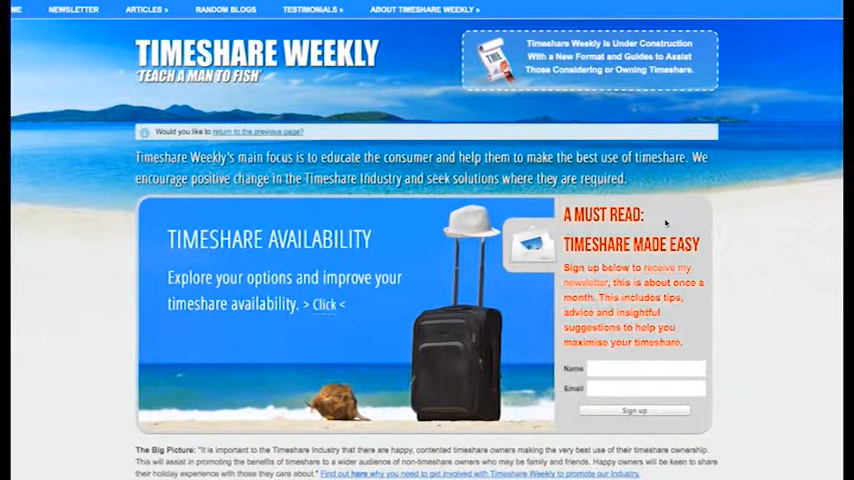 ME NEWSLETTER ARTICLES » RANDOM BLOGS TESTIMONIALS » ABOUT TIMESHARE WEEKLY »
TIMESHARE WEEKLY
'TEACH A MAN TO FISH'
TIME
Timeshare Weekly Is Under Construction
With a New Format and Guides to Assist
Those Considering or Owning Timeshare.
Would you like to return to the previous page?
Timeshare Weekly's main focus is to educate the consumer and help them to make the best use of timeshare. We
encourage positive change in the Timeshare Industry and seek solutions where they are required.
TIMESHARE AVAILABILITY
Explore your options and improve your
timeshare availability. > Click <
A MUST READ:
TIMESHARE MADE EASY
Sign up below to receive my
newsletter, this is about once a
month. This includes tips,
advice and insightful
suggestions to help you
maximise your timeshare.
Name
Email
Sign up
The Big Picture: "It is important to the Timeshare Industry that there are happy, contented timeshare owners making the very best use of their timeshare ownership.
This will assist in promoting the benefits of timeshare to a wider audience of non-timeshare owners who may be family and friends. Happy owners will be keen to share their
holiday experience with those they care about." Find out here why you need to get involved with Timeshare Weekly to promote our Industry.